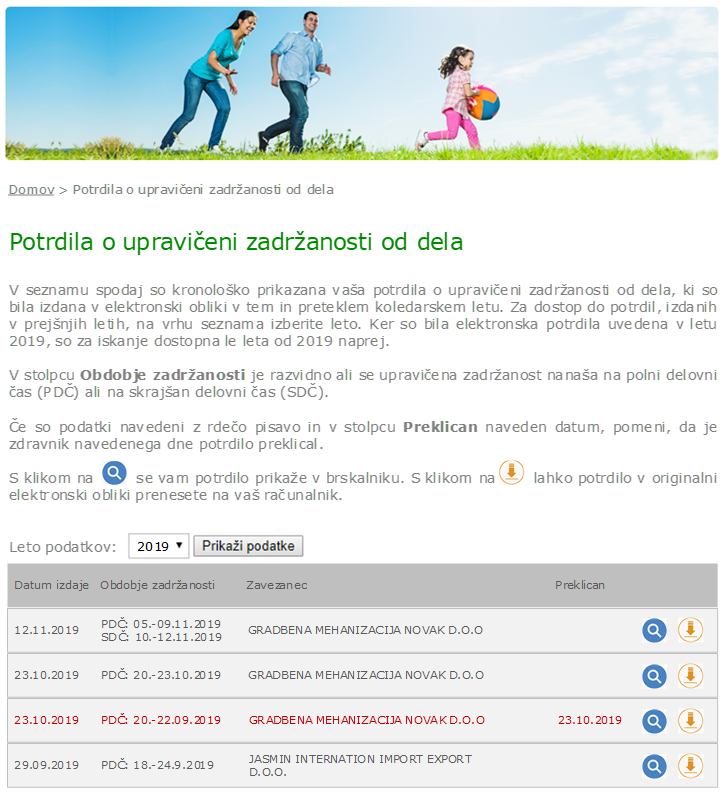 Domov > Potrdila o upravičeni zadržanosti od dela
Potrdila o upravičeni zadržanosti od dela
V seznamu spodaj so kronološko prikazana vaša potrdila o upravičeni zadržanosti od dela, ki so
bila izdana v elektronski obliki v tem in preteklem koledarskem letu. Za dostop do potrdil, izdanih
v prejšnjih letih, na vrhu seznama izberite leto. Ker so bila elektronska potrdila uvedena v letu
2019, so za iskanje dostopna le leta od 2019 naprej.
V stolpcu Obdobje zadržanosti je razvidno ali se upravičena zadržanost nanaša na polni delovni
čas (PDČ) ali na skrajšan delovni čas (SDČ).
Če so podatki navedeni z rdečo pisavo in v stolpcu Preklican naveden datum, pomeni, da je
zdravnik navedenega dne potrdilo preklical.
S klikom na se vam potrdilo prikaže v brskalniku. S klikom na lahko potrdilo v originalni
elektronski obliki prenesete na vaš računalnik.
Leto podatkov: 2019 Prikaži podatke
Datum izdaje Obdobje zadržanosti Zavezanec Preklican
12.11.2019 PDČ: 05.-09.11.2019 GRADBENA MEHANIZACIJA NOVAK D.O.O
SDČ: 10.-12.11.2019
23.10.2019 PDČ: 20.-23.10.2019 GRADBENA MEHANIZACIJA NOVAK D.O.O
23.10.2019 PDČ: 20.-22.09.2019 GRADBENA MEHANIZACIJA NOVAK D.O.O 23.10.2019
29.09.2019 PDČ: 18.-24.9.2019 JASMIN INTERNATION IMPORT EXPORT
D.O.O.